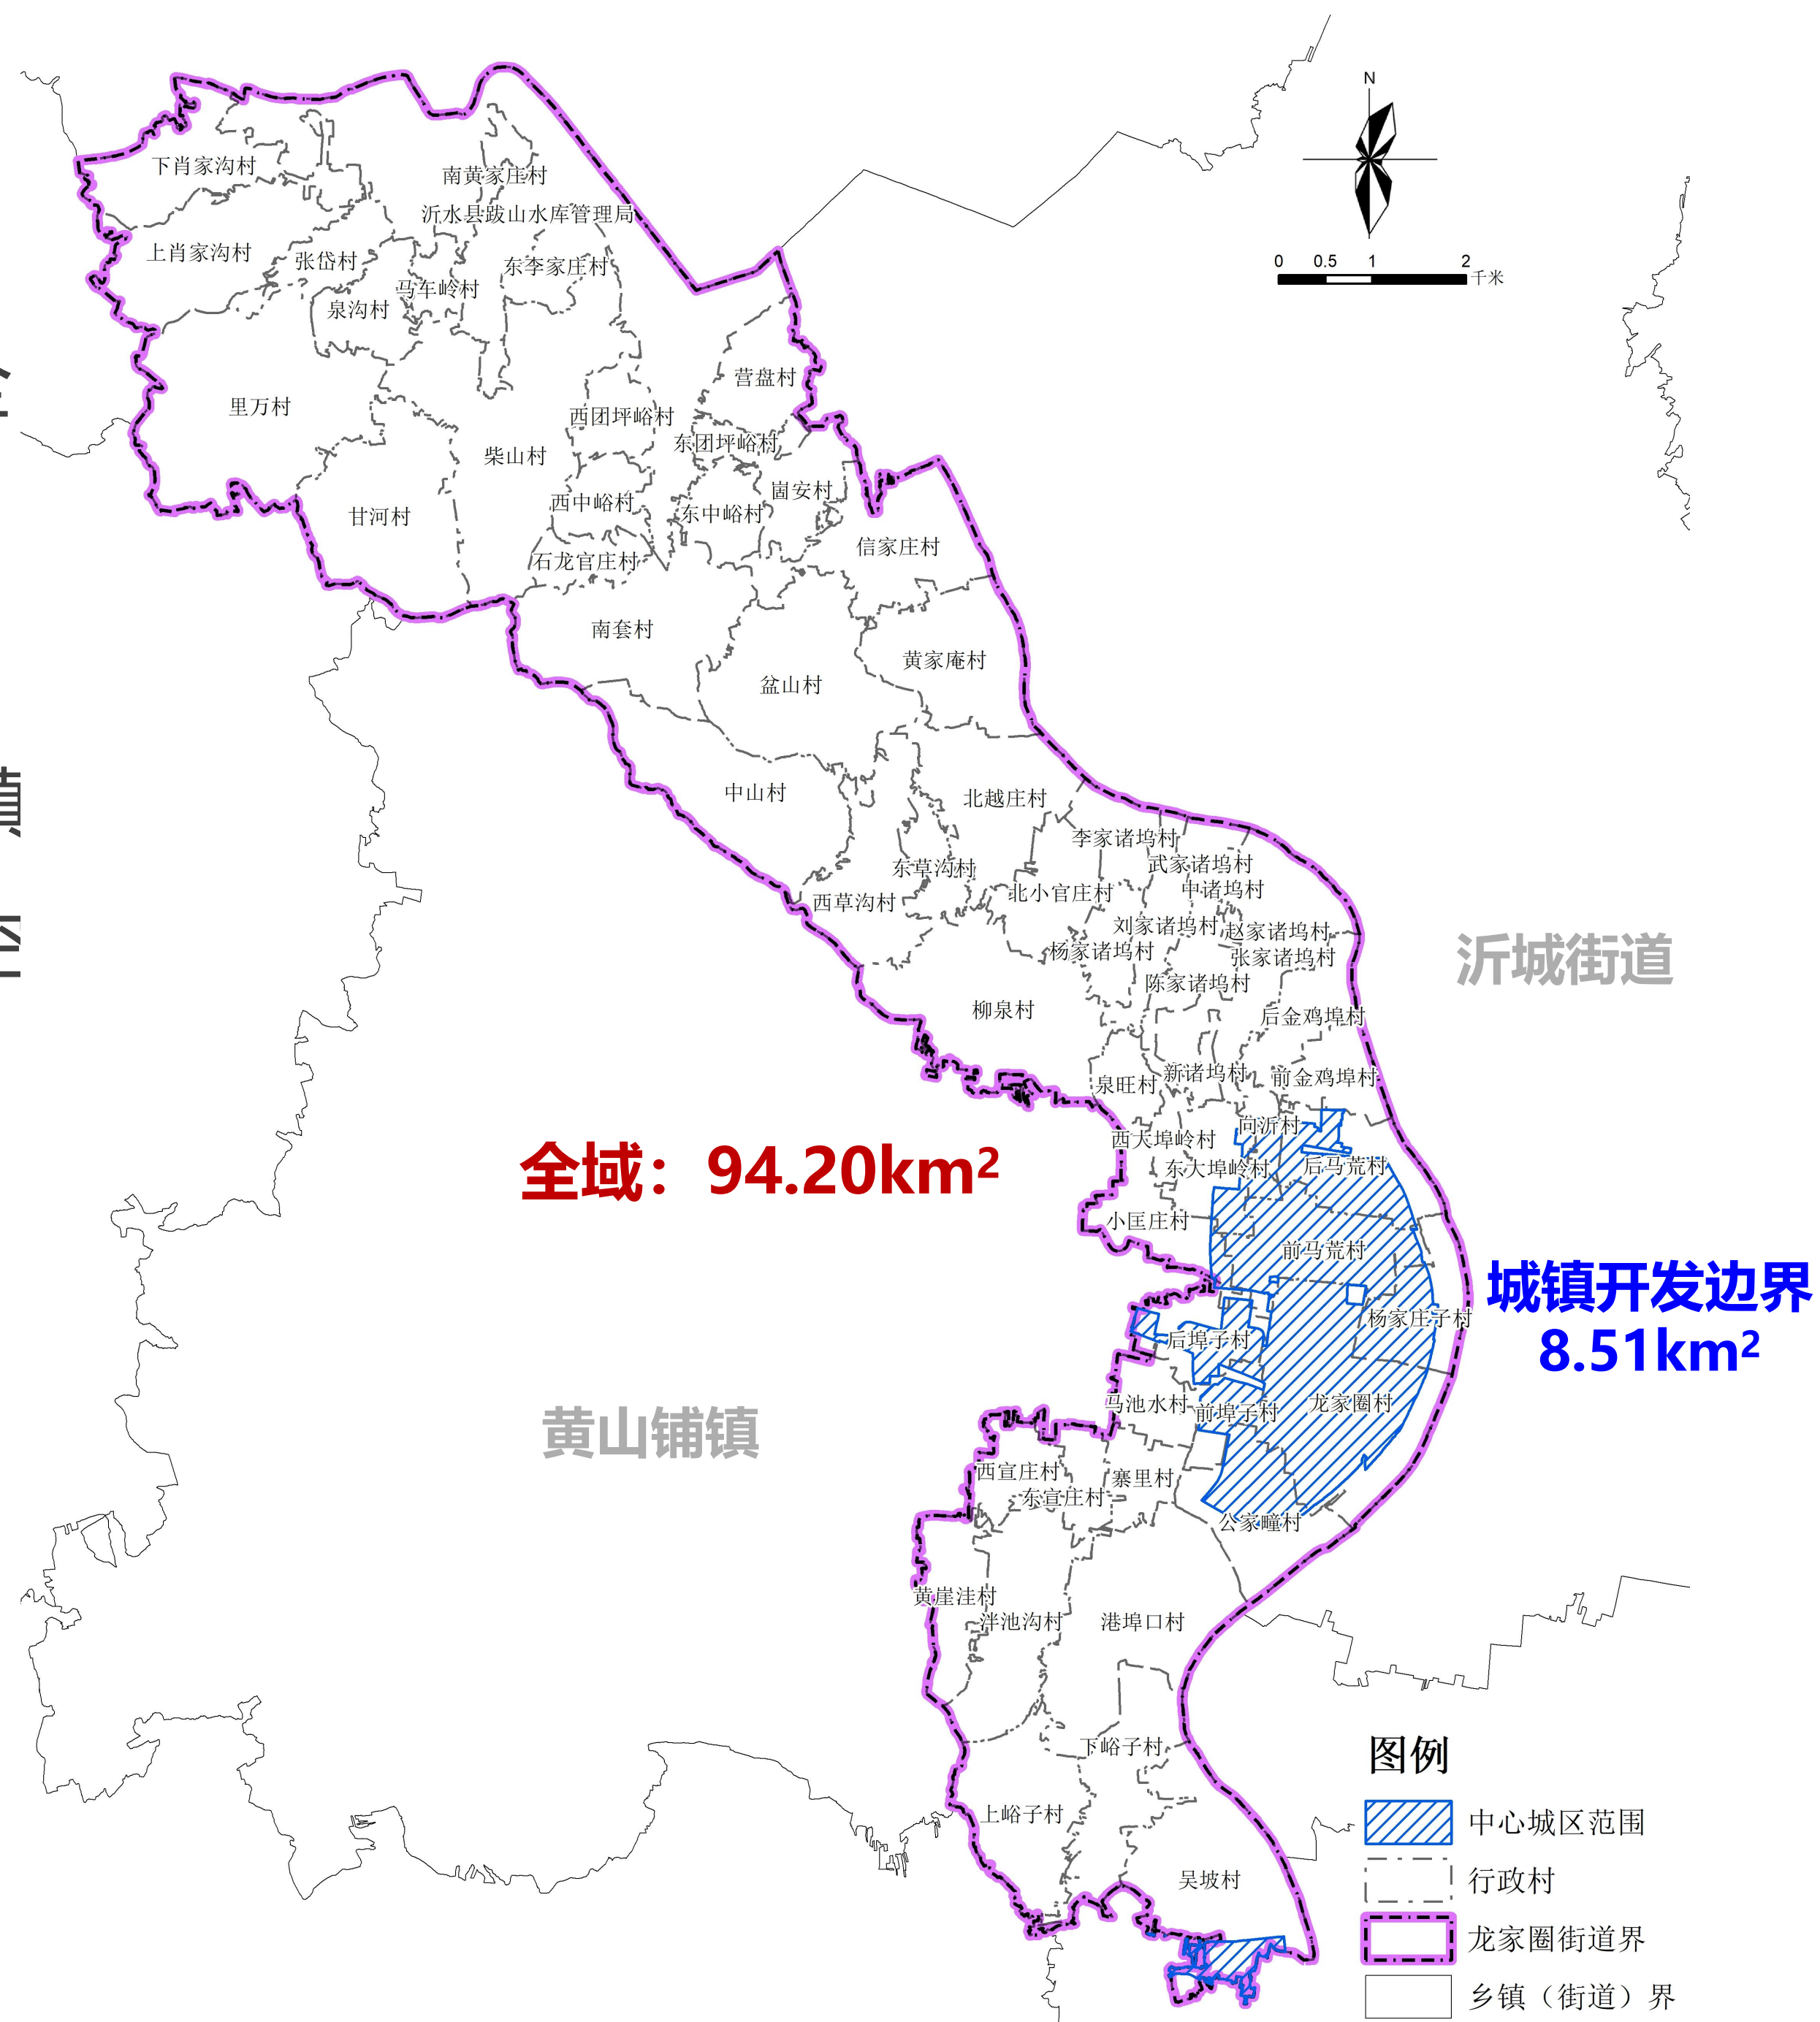 N
0 0.5 1 2 千米
下肖家沟村
南黄家庄村
沂水县跋山水库管理局
上肖家沟村
张岱村
东李家庄村
马车岭村
泉沟村
营盘村
里万村
西团坪峪村
东团坪峪村
柴山村
崮安村
西中峪村
东中峪村
甘河村
信家庄村
石龙官庄村
南套村
黄家庵村
盆山村
中山村
北越庄村
李家诸坞村
武家诸坞村
东草沟村
中诸坞村
北小官庄村
西草沟村
刘家诸坞村
赵家诸坞村
杨家诸坞村
张家诸坞村
沂城街道
陈家诸坞村
柳泉村
后金鸡埠村
新诸坞村
前金鸡埠村
泉旺村
向沂村
西大埠岭村
全域：94.20km²
东大埠岭村
后马荒村
小匡庄村
前马荒村
城镇开发边界
8.51km²
杨家庄子村
后埠子村
马池水村
前埠子村
龙家圈村
黄山铺镇
西宣庄村
寨里村
东宣庄村
公家疃村
黄崖洼村
泮池沟村
港埠口村
下峪子村
上峪子村
吴坡村
图例
中心城区范围
行政村
龙家圈街道界
乡镇（街道）界